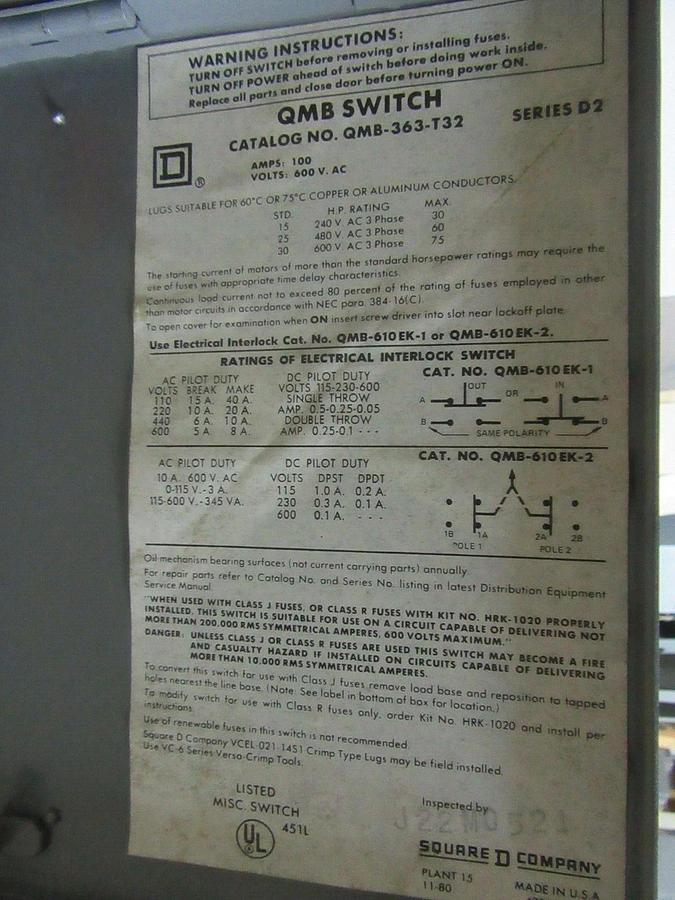 WARNING INSTRUCTIONS:
TURN OFF SWITCH before removing or installing fuses.
TURN OFF POWER ahead of switch before doing work inside.
Replace all parts and close door before turning power ON.
QMB SWITCH
CATALOG NO. QMB-363-T32 SERIES D2
D ®
AMPS: 100
VOLTS: 600 V. AC
LUGS SUITABLE FOR 60°C OR 75°C COPPER OR ALUMINUM CONDUCTORS.
STD. H.P. RATING MAX.
15 240 V. AC 3 Phase 30
25 480 V. AC 3 Phase 60
30 600 V. AC 3 Phase 75
The starting current of motors of more than the standard horsepower ratings may require the
use of fuses with appropriate time delay characteristics.
Continuous load current not to exceed 80 percent of the rating of fuses employed in other
than motor circuits in accordance with NEC para. 384-16(C).
To open cover for examination when ON insert screw driver into slot near lockoff plate.
Use Electrical Interlock Cat. No. QMB-610EK-1 or QMB-610EK-2.
RATINGS OF ELECTRICAL INTERLOCK SWITCH
AC PILOT DUTY DC PILOT DUTY CAT. NO. QMB-610EK-1
VOLTS BREAK MAKE VOLTS 115-230-600 OUT OR IN
110 15 A. 40 A. SINGLE THROW A A
220 10 A. 20 A. AMP. 0.5-0.25-0.05
440 6 A. 10 A. DOUBLE THROW B B
600 5 A. 8 A. AMP. 0.25-0.1 - - - SAME POLARITY
AC PILOT DUTY DC PILOT DUTY CAT. NO. QMB-610EK-2
10 A. 600 V. AC VOLTS DPST DPDT
0-115 V.-3 A. 115 1.0 A. 0.2 A.
115-600 V.-345 VA. 230 0.3 A. 0.1 A.
600 0.1 A. - - -
1B 1A 2A 2B
POLE 1 POLE 2
Oil mechanism bearing surfaces (not current carrying parts) annually.
For repair parts refer to Catalog No. and Series No. listing in latest Distribution Equipment
Service Manual.
"WHEN USED WITH CLASS J FUSES, OR CLASS R FUSES WITH KIT NO. HRK-1020 PROPERLY
INSTALLED, THIS SWITCH IS SUITABLE FOR USE ON A CIRCUIT CAPABLE OF DELIVERING NOT
MORE THAN 200,000 RMS SYMMETRICAL AMPERES, 600 VOLTS MAXIMUM."
DANGER: UNLESS CLASS J OR CLASS R FUSES ARE USED THIS SWITCH MAY BECOME A FIRE
AND CASUALTY HAZARD IF INSTALLED ON CIRCUITS CAPABLE OF DELIVERING
MORE THAN 10,000 RMS SYMMETRICAL AMPERES.
To convert this switch for use with Class J fuses remove load base and reposition to tapped
holes nearest the line base. (Note: See label in bottom of box for location.)
To modify switch for use with Class R fuses only, order Kit No. HRK-1020 and install per
instructions.
Use of renewable fuses in this switch is not recommended.
Square D Company VCEL-021-14S1 Crimp Type Lugs may be field installed.
Use VC-6 Series Versa-Crimp Tools.
LISTED
MISC. SWITCH
UL 451L
Inspected by
SQUARE D COMPANY
PLANT 15
11-80 MADE IN U.S.A